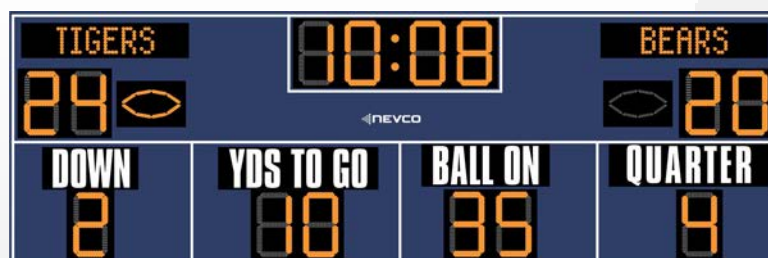 TIGERS 10:08 BEARS
24 20
NEVCO
DOWN YDS TO GO BALL ON QUARTER
2 10 35 4